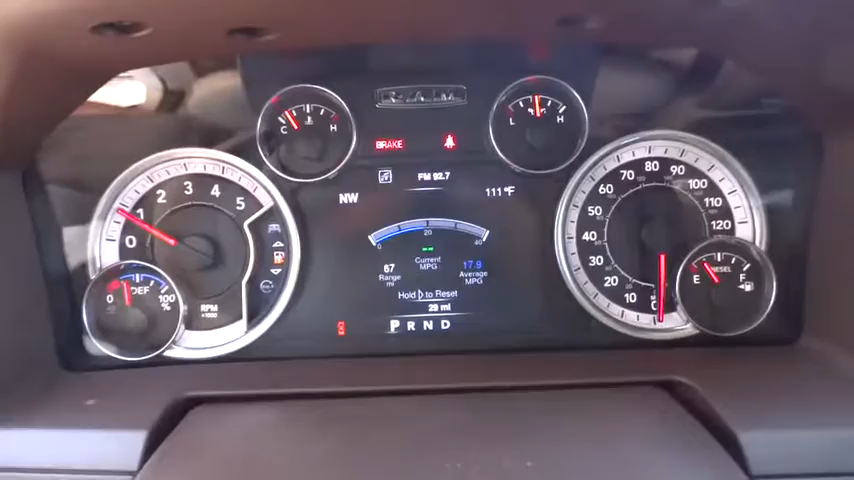 RAM
C H
L H
BRAKE
FM 92.7
NW
111 °F
0 20 40
--
67
Range
mi
Current
MPG
17.9
Average
MPG
Hold > to Reset
29 mi
P R N D
0 1 2 3 4 5
RPM
×1000
DEF
0 100
%
0 10 20 30 40 50 60 70 80 90 100 110 120
DIESEL
E F